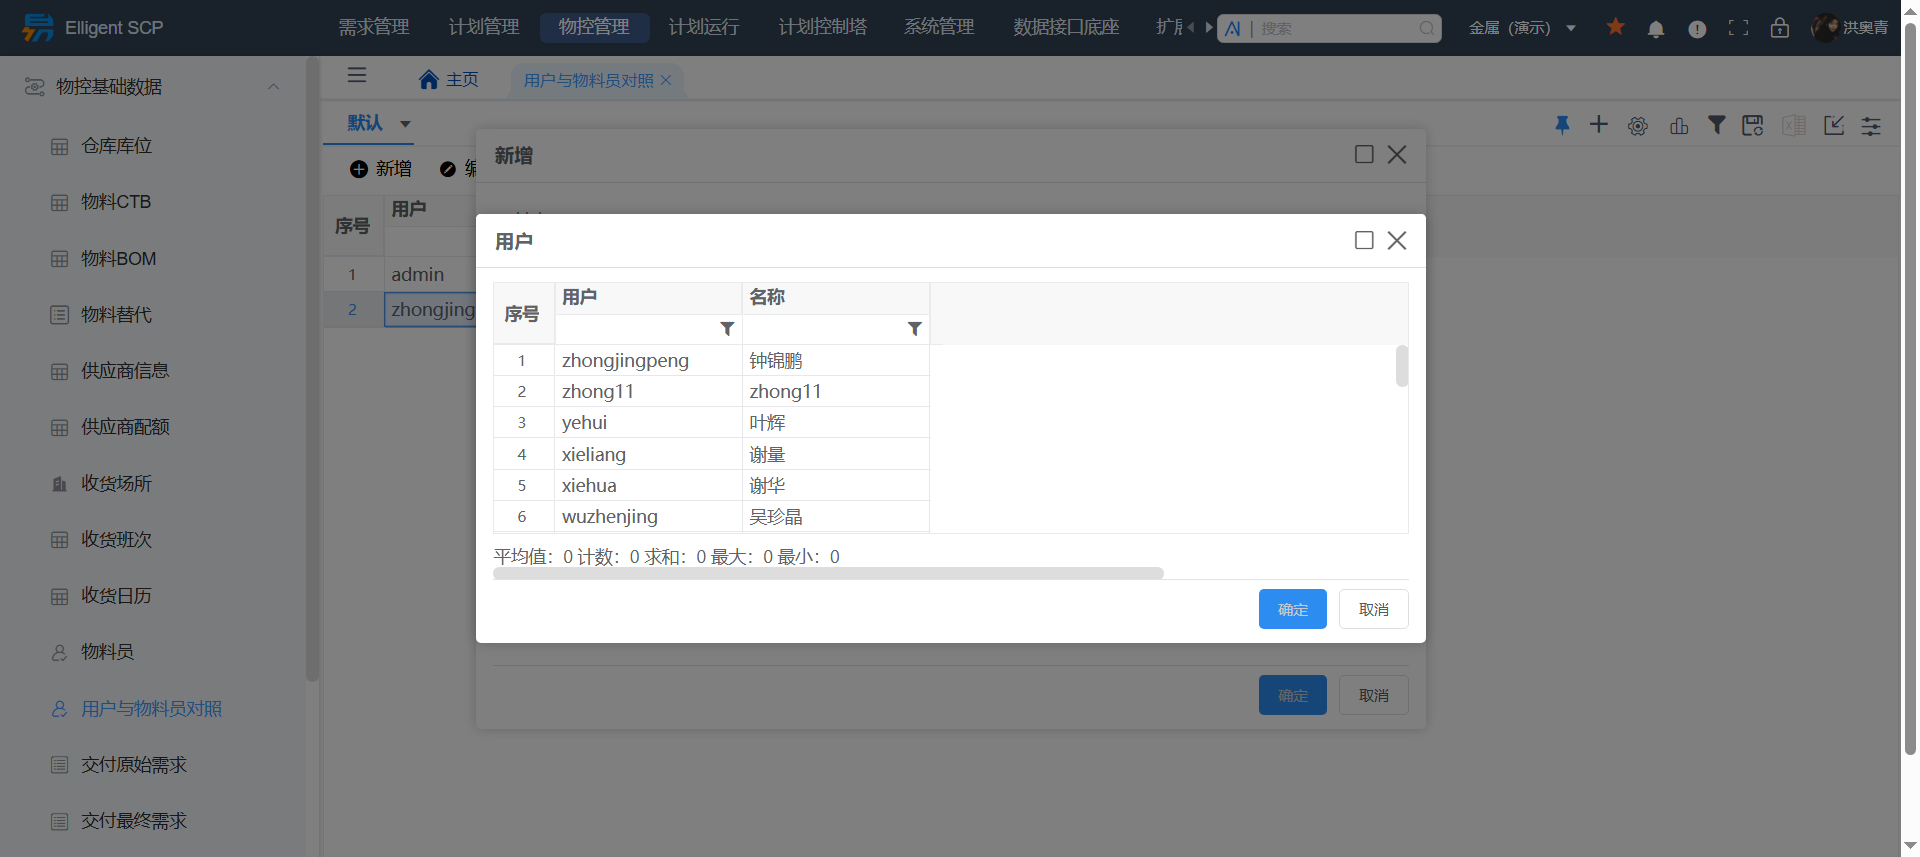 Elligent SCP
需求管理
计划管理
物控管理
计划运行
计划控制塔
系统管理
数据接口底座
AI | 搜索
金属（演示）
洪奥青
物控基础数据
主页
用户与物料员对照
仓库库位
物料CTB
物料BOM
物料替代
供应商信息
供应商配额
收货场所
收货班次
收货日历
物料员
用户与物料员对照
交付原始需求
交付最终需求
默认
新增
序号 用户
1 admin
2 zhongjing
新增
用户
序号 用户 名称
1 zhongjingpeng 钟锦鹏
2 zhong11 zhong11
3 yehui 叶辉
4 xieliang 谢量
5 xiehua 谢华
6 wuzhenjing 吴珍晶
平均值：0 计数：0 求和：0 最大：0 最小：0
确定 取消
确定 取消